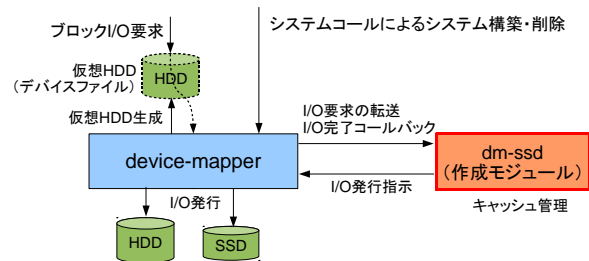 ブロックI/O要求
システムコールによるシステム構築・削除
仮想HDD
（デバイスファイル）
HDD
仮想HDD生成
I/O要求の転送
I/O完了コールバック
device-mapper
dm-ssd
（作成モジュール）
I/O発行
I/O発行指示
キャッシュ管理
HDD
SSD